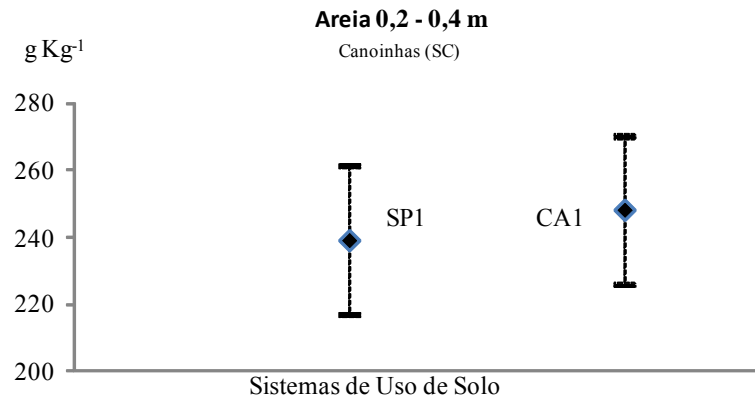 Areia 0,2 - 0,4 m
g Kg-1
Canoinhas (SC)
280
260
SP1
CA1
240
220
200
Sistemas de Uso de Solo